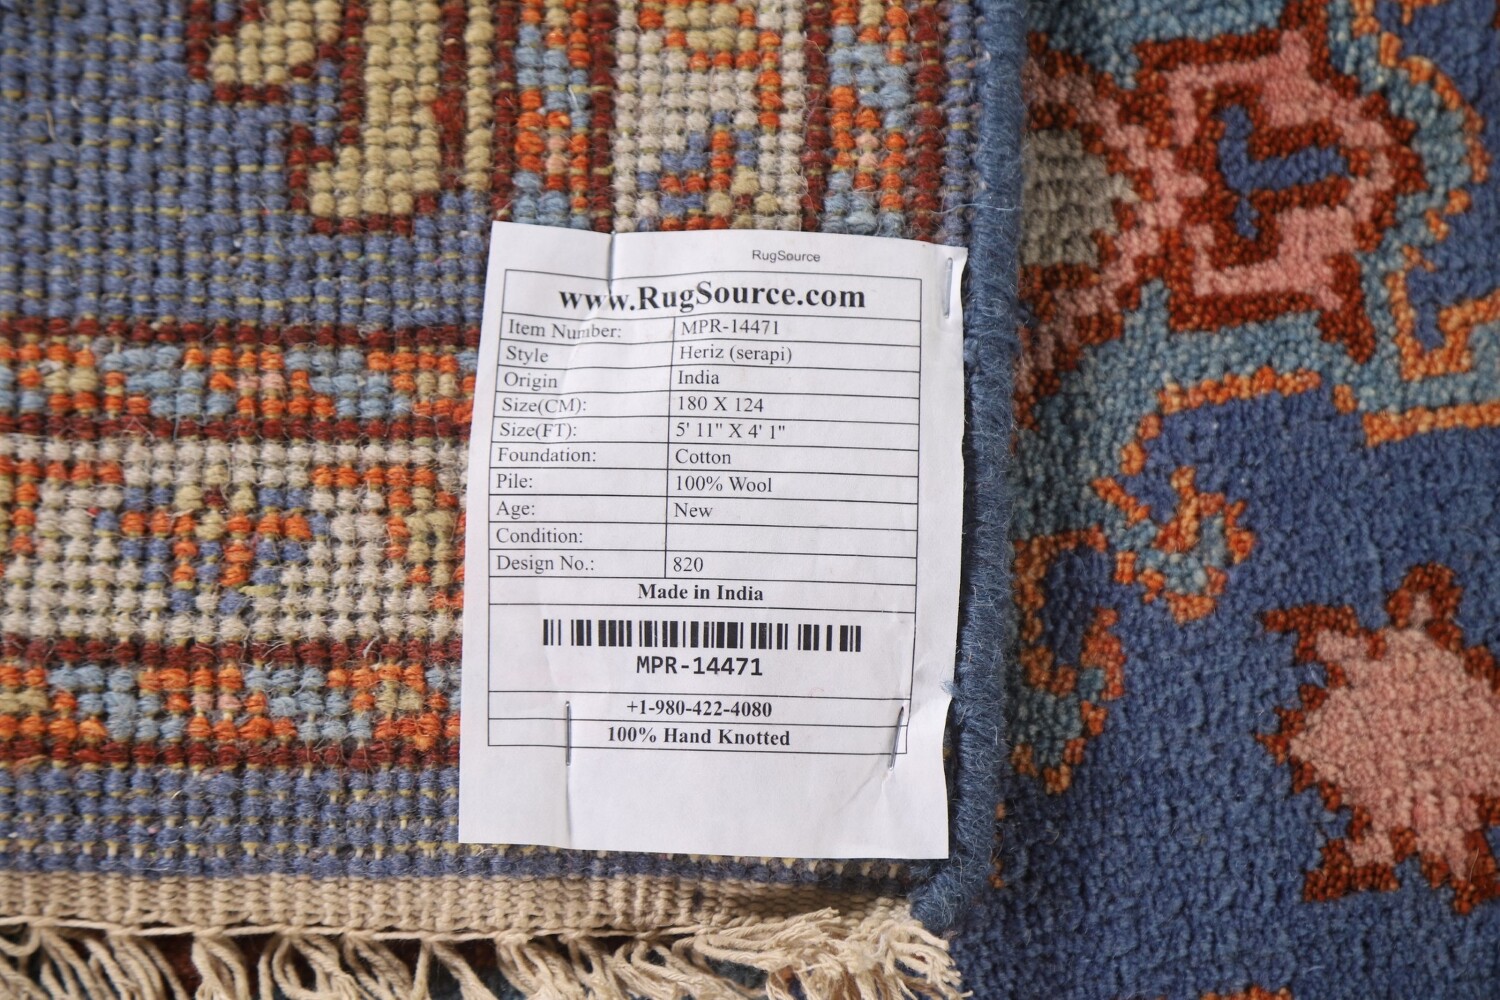 RugSource
www.RugSource.com
Item Number: MPR-14471
Style Heriz (serapi)
Origin India
Size(CM): 180 X 124
Size(FT): 5' 11" X 4' 1"
Foundation: Cotton
Pile: 100% Wool
Age: New
Condition:
Design No.: 820
Made in India
MPR-14471
+1-980-422-4080
100% Hand Knotted